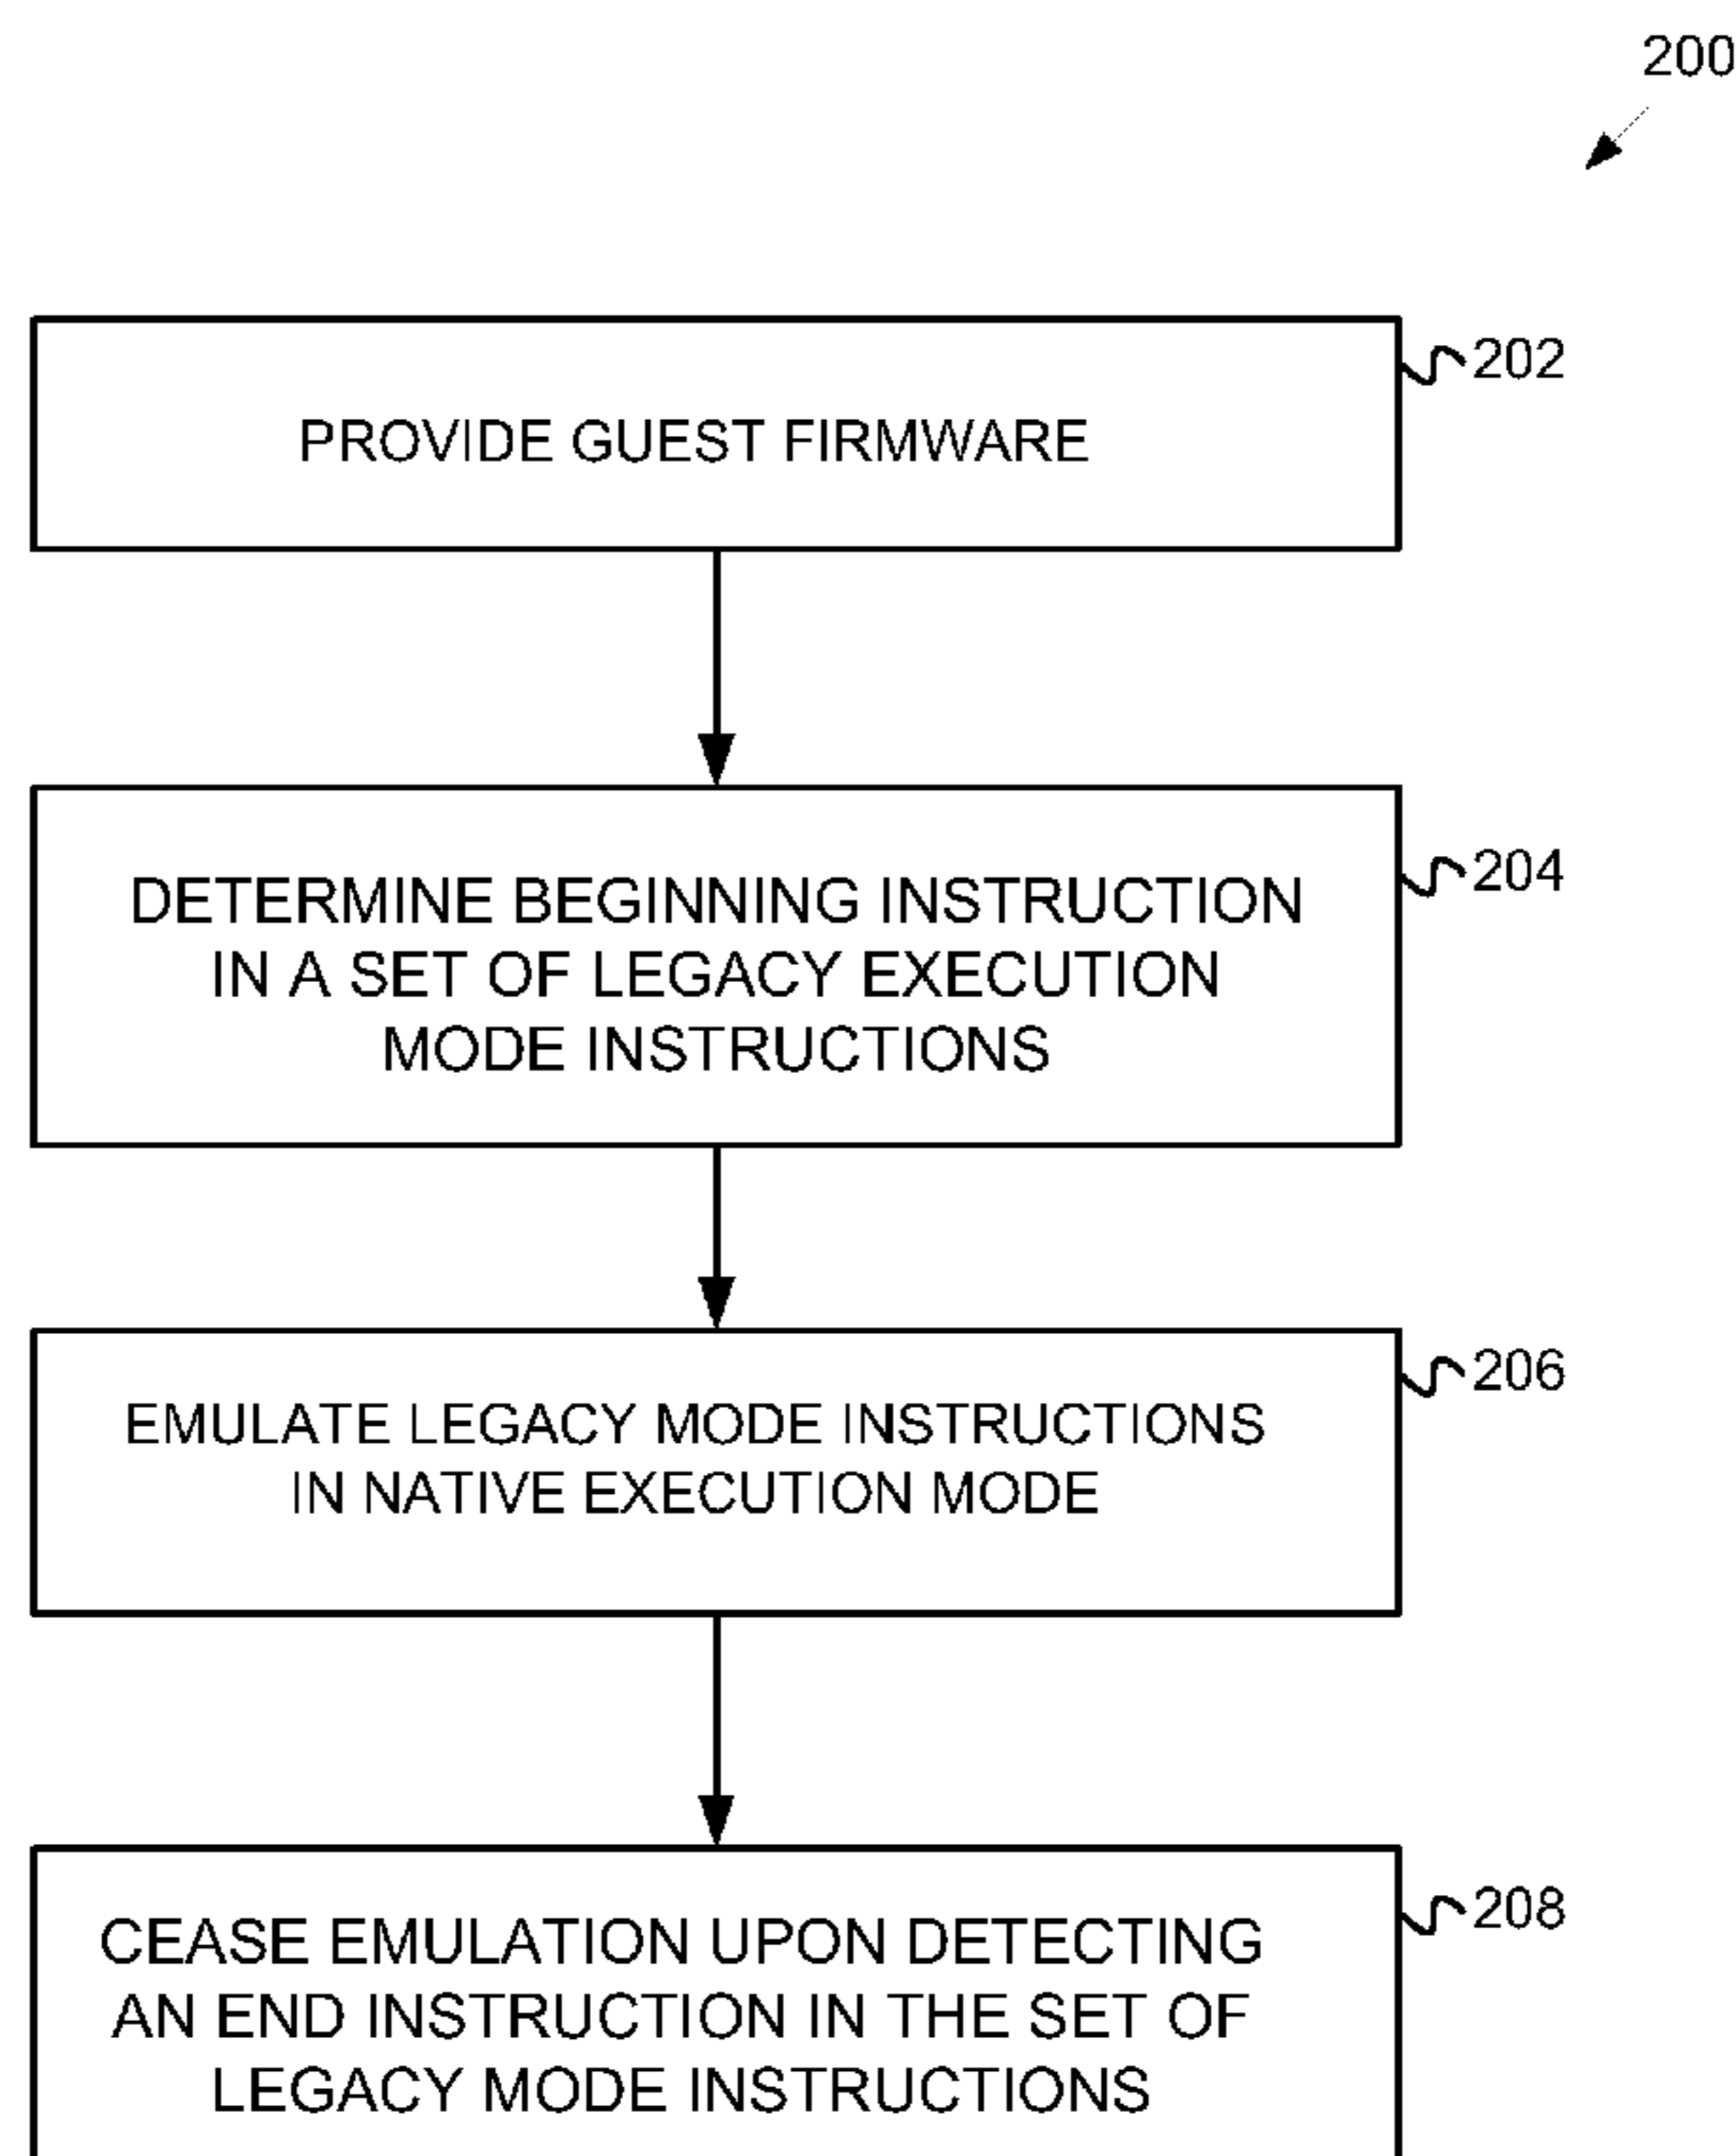 200
202
PROVIDE GUEST FIRMWARE
204
DETERMINE BEGINNING INSTRUCTION
IN A SET OF LEGACY EXECUTION
MODE INSTRUCTIONS
206
EMULATE LEGACY MODE INSTRUCTIONS
IN NATIVE EXECUTION MODE
208
CEASE EMULATION UPON DETECTING
AN END INSTRUCTION IN THE SET OF
LEGACY MODE INSTRUCTIONS